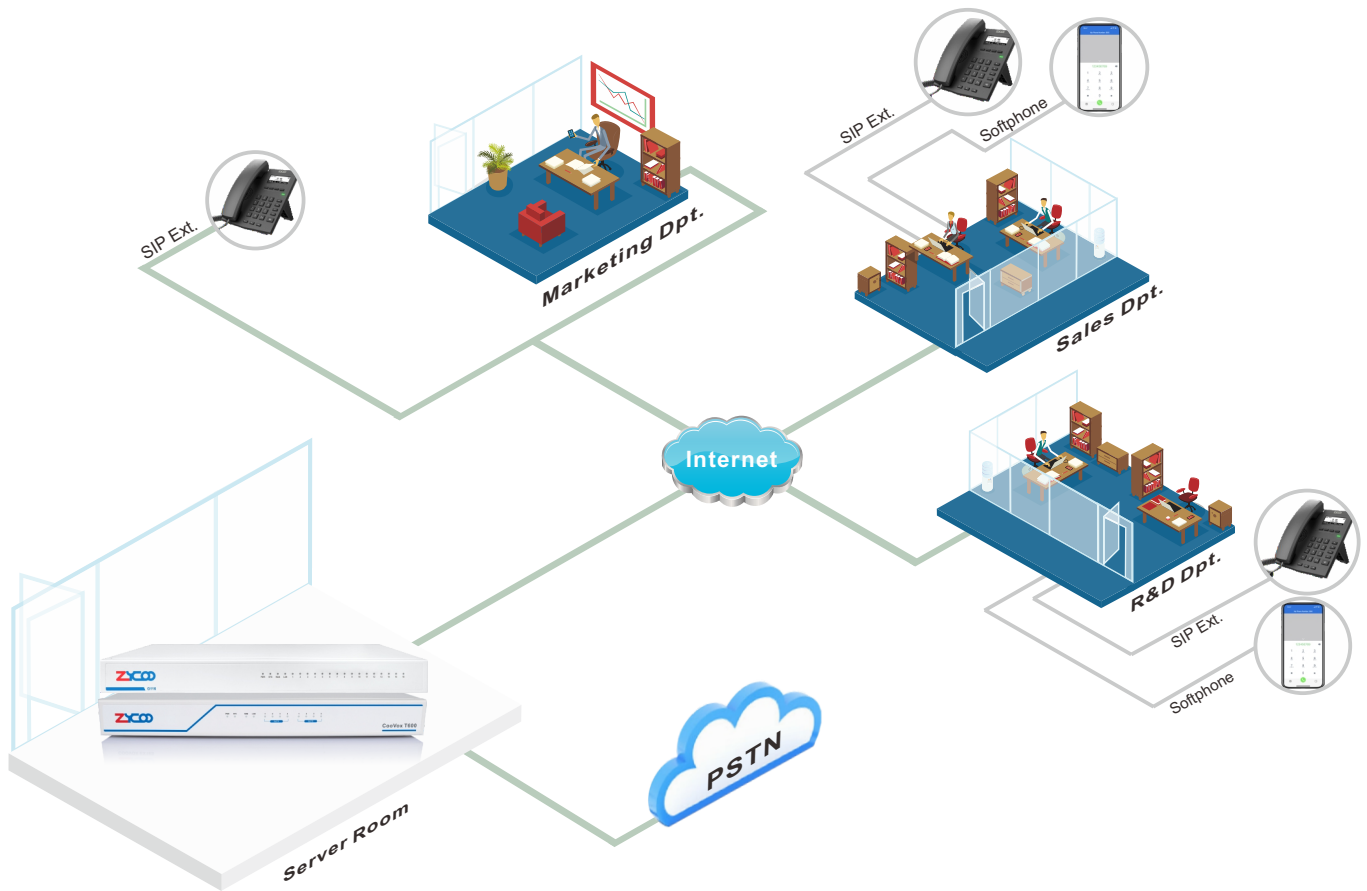 SIP Ext.
Softphone
SIP Ext.
Marketing Dpt.
Sales Dpt.
Internet
R&D Dpt.
SIP Ext.
Softphone
ZYCOO
ZYCOO
CooVox T600
PSTN
Server Room